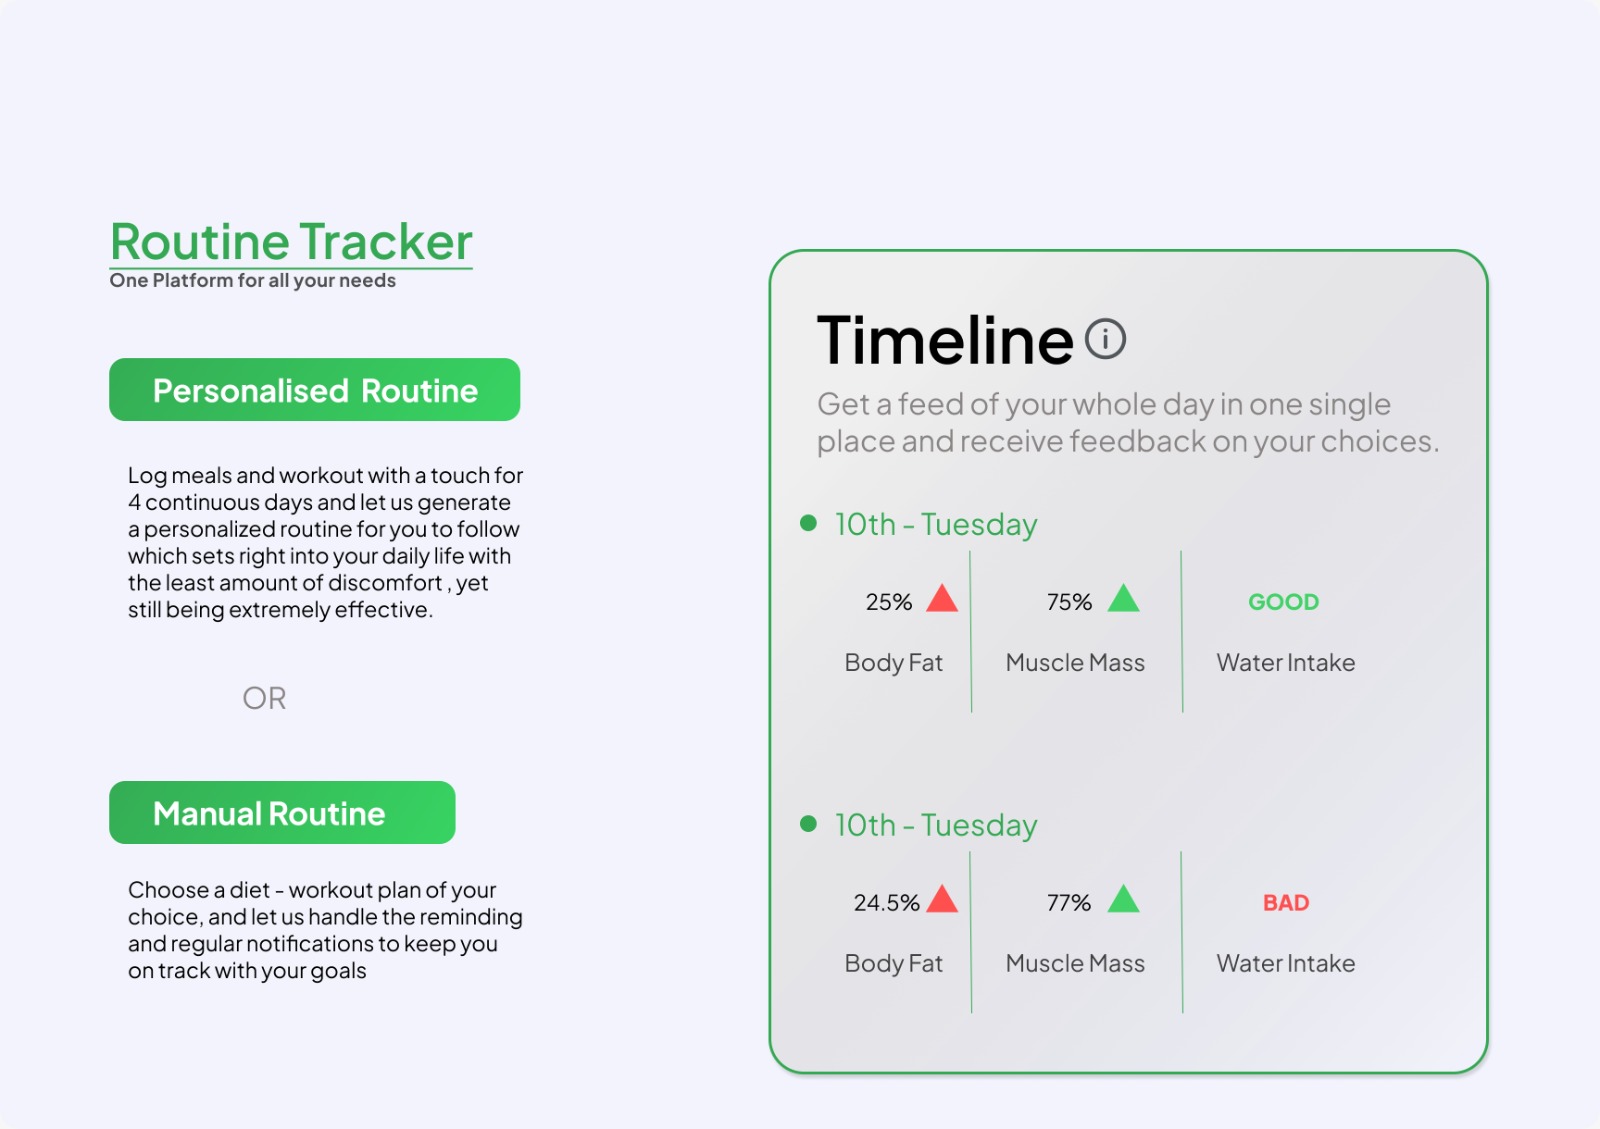 Routine Tracker
One Platform for all your needs
Personalised Routine
Log meals and workout with a touch for
4 continuous days and let us generate
a personalized routine for you to follow
which sets right into your daily life with
the least amount of discomfort , yet
still being extremely effective.
OR
Manual Routine
Choose a diet - workout plan of your
choice, and let us handle the reminding
and regular notifications to keep you
on track with your goals
Timeline
Get a feed of your whole day in one single
place and receive feedback on your choices.
10th - Tuesday
25% 75% GOOD
Body Fat Muscle Mass Water Intake
10th - Tuesday
24.5% 77% BAD
Body Fat Muscle Mass Water Intake